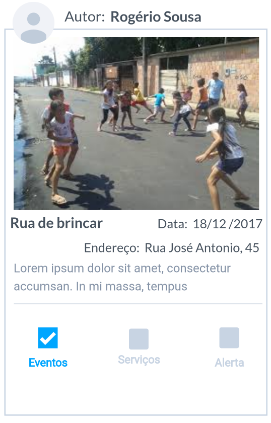 Autor: Rogério Sousa
Rua de brincar Data: 18/12 /2017
Endereço: Rua José Antonio, 45
Lorem ipsum dolor sit amet, consectetur
accumsan. In mi massa, tempus
Eventos Serviços Alerta